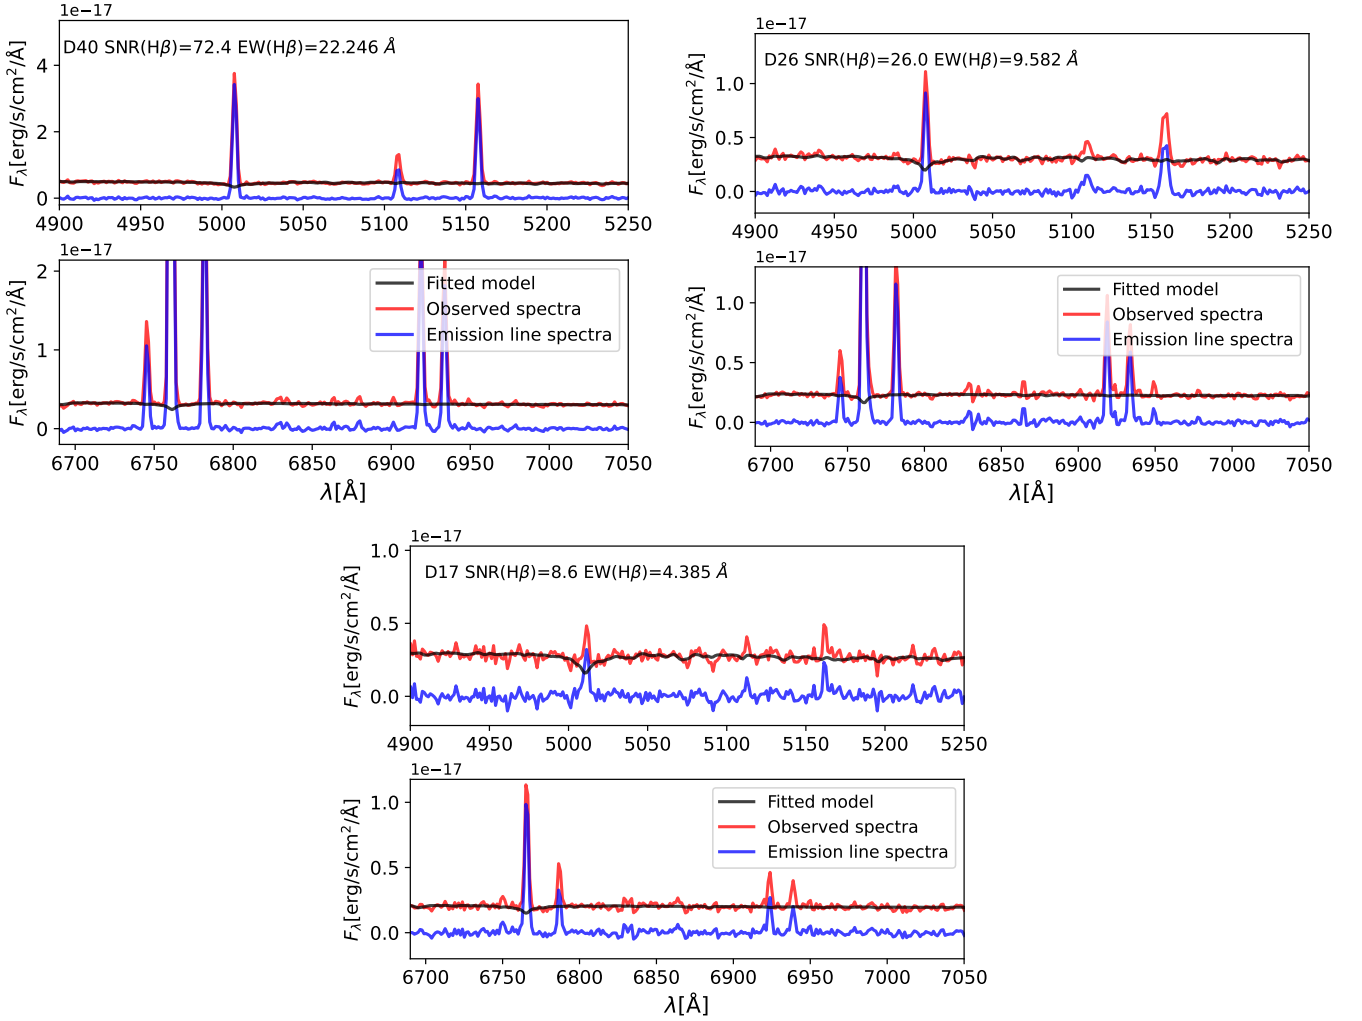 1e−17
D40 SNR(Hβ)=72.4 EW(Hβ)=22.246 Å
F_λ[erg/s/cm²/Å]
4
2
0
4900 4950 5000 5050 5100 5150 5200 5250
1e−17
Fitted model
Observed spectra
Emission line spectra
F_λ[erg/s/cm²/Å]
2
1
0
6700 6750 6800 6850 6900 6950 7000 7050
λ[Å]
1e−17
D26 SNR(Hβ)=26.0 EW(Hβ)=9.582 Å
F_λ[erg/s/cm²/Å]
1.0
0.5
0.0
4900 4950 5000 5050 5100 5150 5200 5250
1e−17
Fitted model
Observed spectra
Emission line spectra
F_λ[erg/s/cm²/Å]
1.0
0.5
0.0
6700 6750 6800 6850 6900 6950 7000 7050
λ[Å]
1e−17
D17 SNR(Hβ)=8.6 EW(Hβ)=4.385 Å
F_λ[erg/s/cm²/Å]
1.0
0.5
0.0
4900 4950 5000 5050 5100 5150 5200 5250
1e−17
Fitted model
Observed spectra
Emission line spectra
F_λ[erg/s/cm²/Å]
1.0
0.5
0.0
6700 6750 6800 6850 6900 6950 7000 7050
λ[Å]